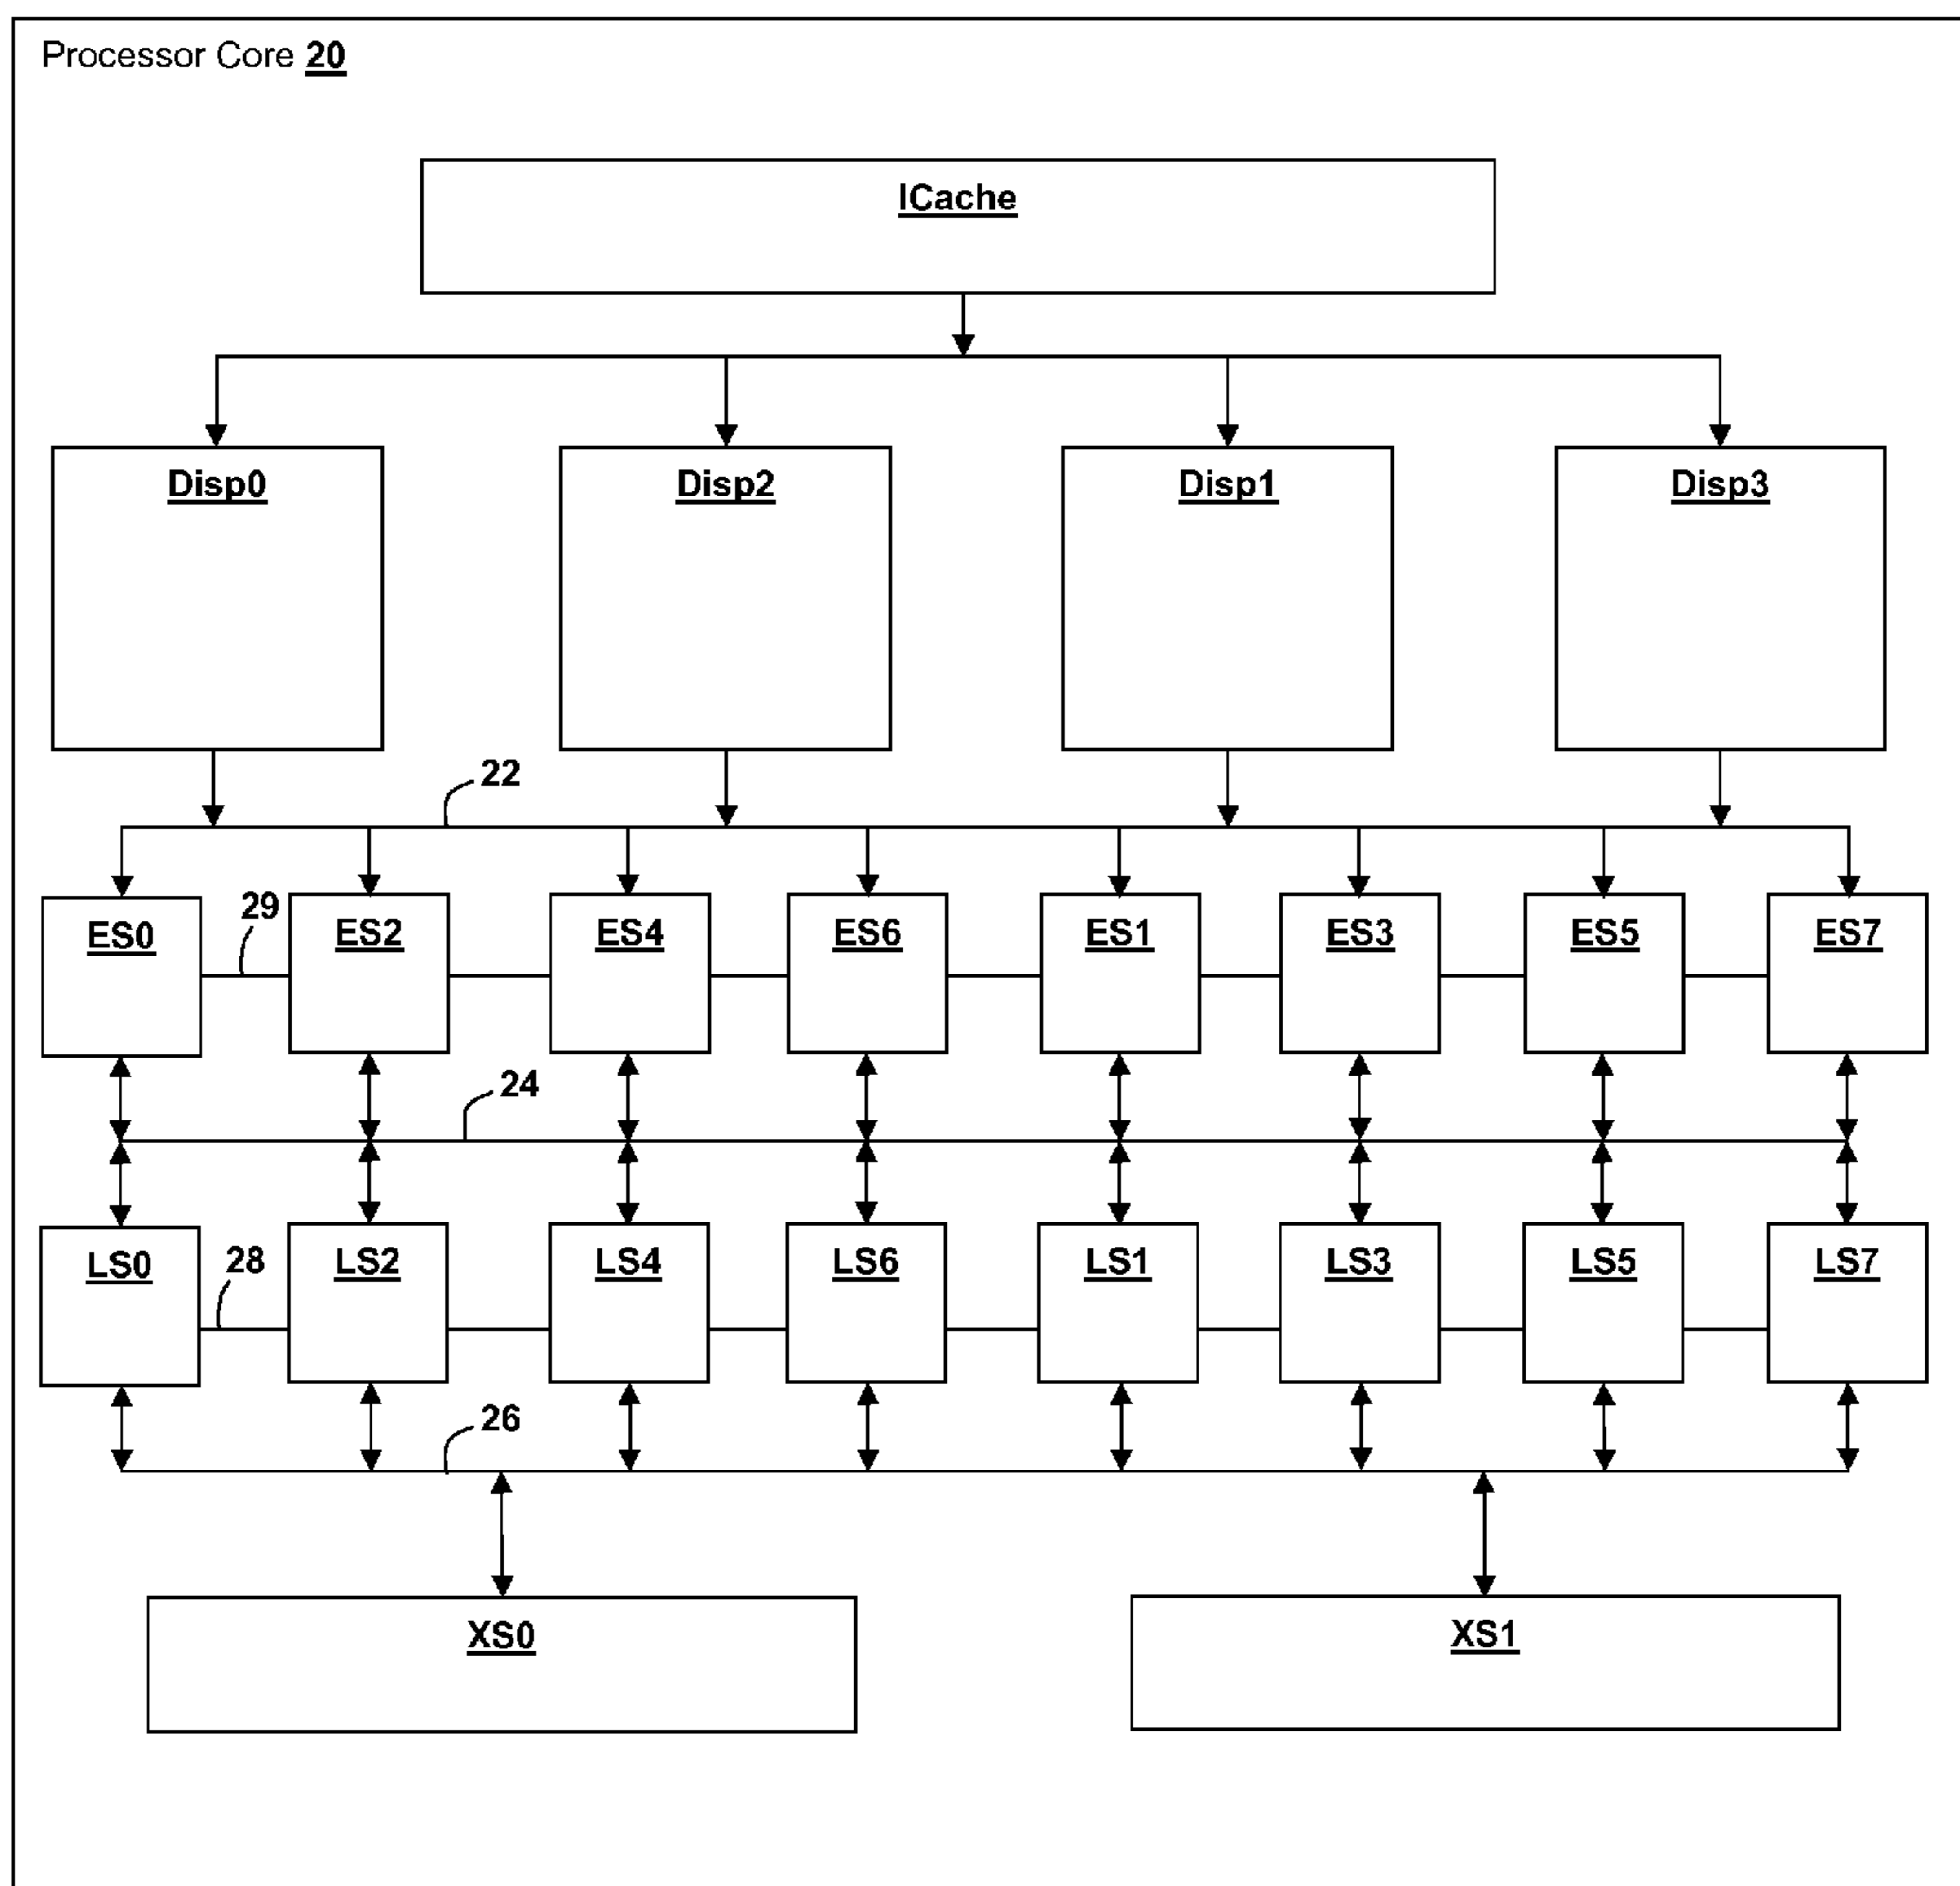 Processor Core 20
ICache
Disp0 Disp2 Disp1 Disp3
22
29
ES0 ES2 ES4 ES6 ES1 ES3 ES5 ES7
24
28
LS0 LS2 LS4 LS6 LS1 LS3 LS5 LS7
26
XS0 XS1